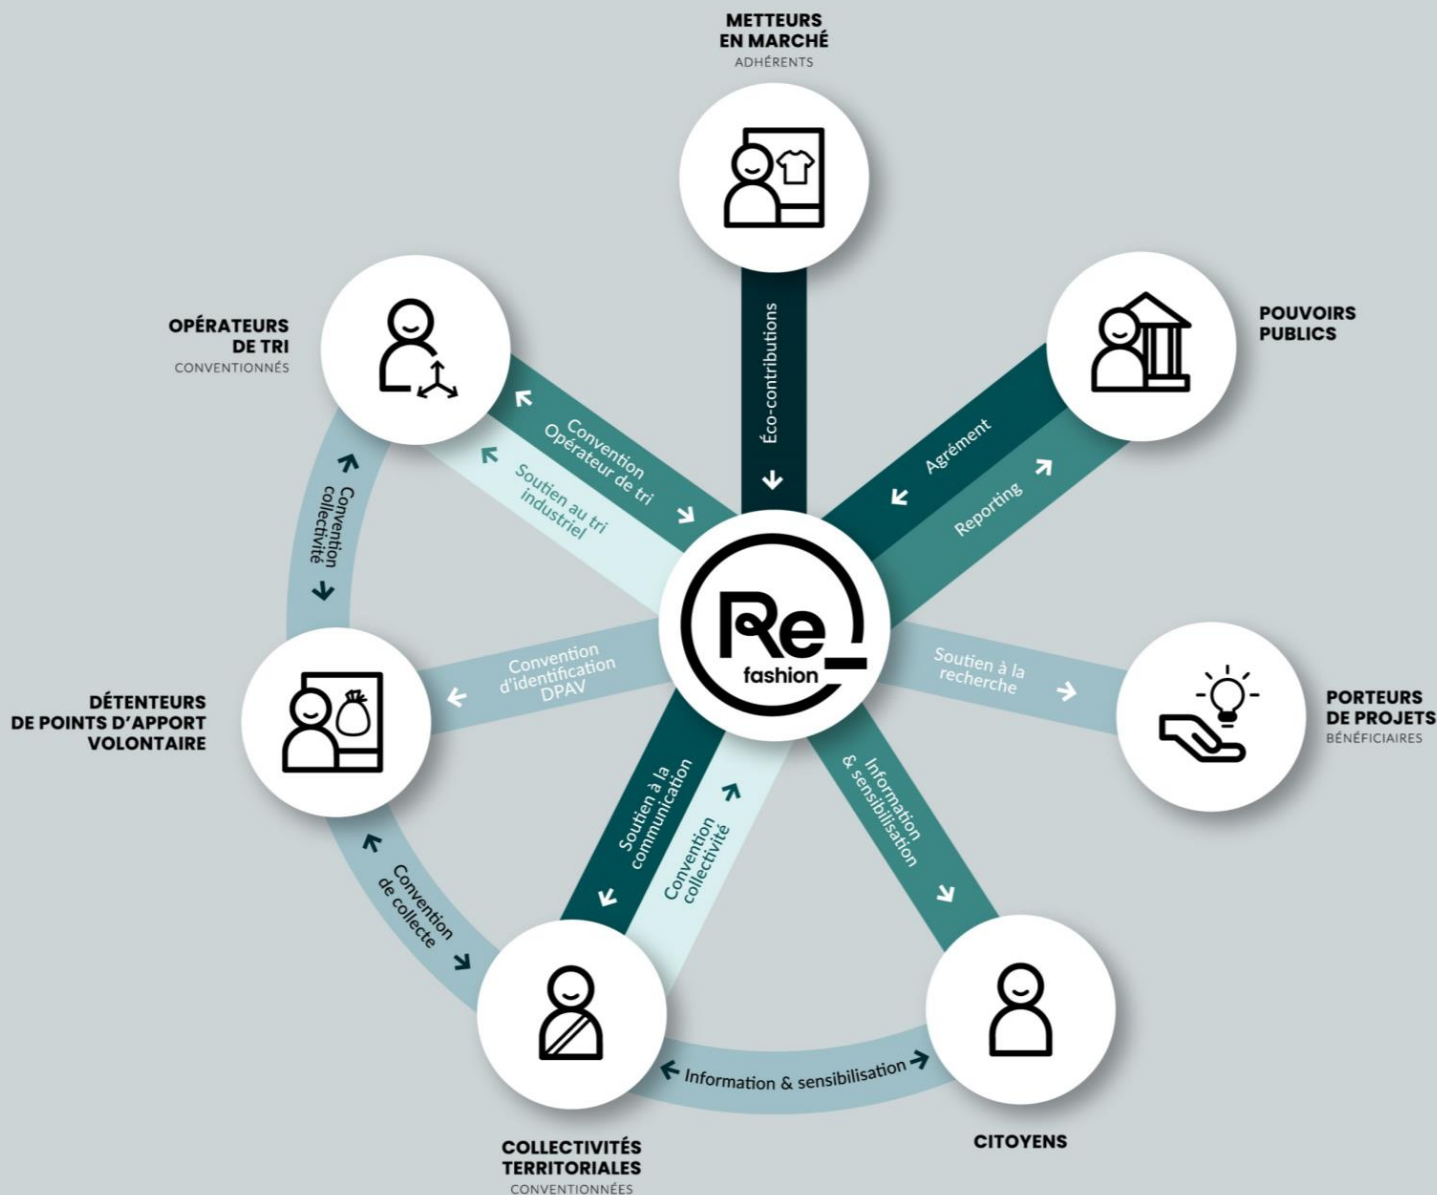 METTEURS
EN MARCHÉ
ADHÉRENTS
OPÉRATEURS
DE TRI
CONVENTIONNÉS
POUVOIRS
PUBLICS
Éco-contributions
Convention
Opérateur de tri
Soutien au tri
industriel
Agrément
Reporting
Convention
collectivité
Re_
fashion
Convention
d'identification
DPAV
Soutien à la
recherche
DÉTENTEURS
DE POINTS D'APPORT
VOLONTAIRE
PORTEURS
DE PROJETS
BÉNÉFICIAIRES
Soutien à la
communication
Convention
collectivité
Information
& sensibilisation
Convention
de collecte
Information & sensibilisation
COLLECTIVITÉS
TERRITORIALES
CONVENTIONNÉES
CITOYENS